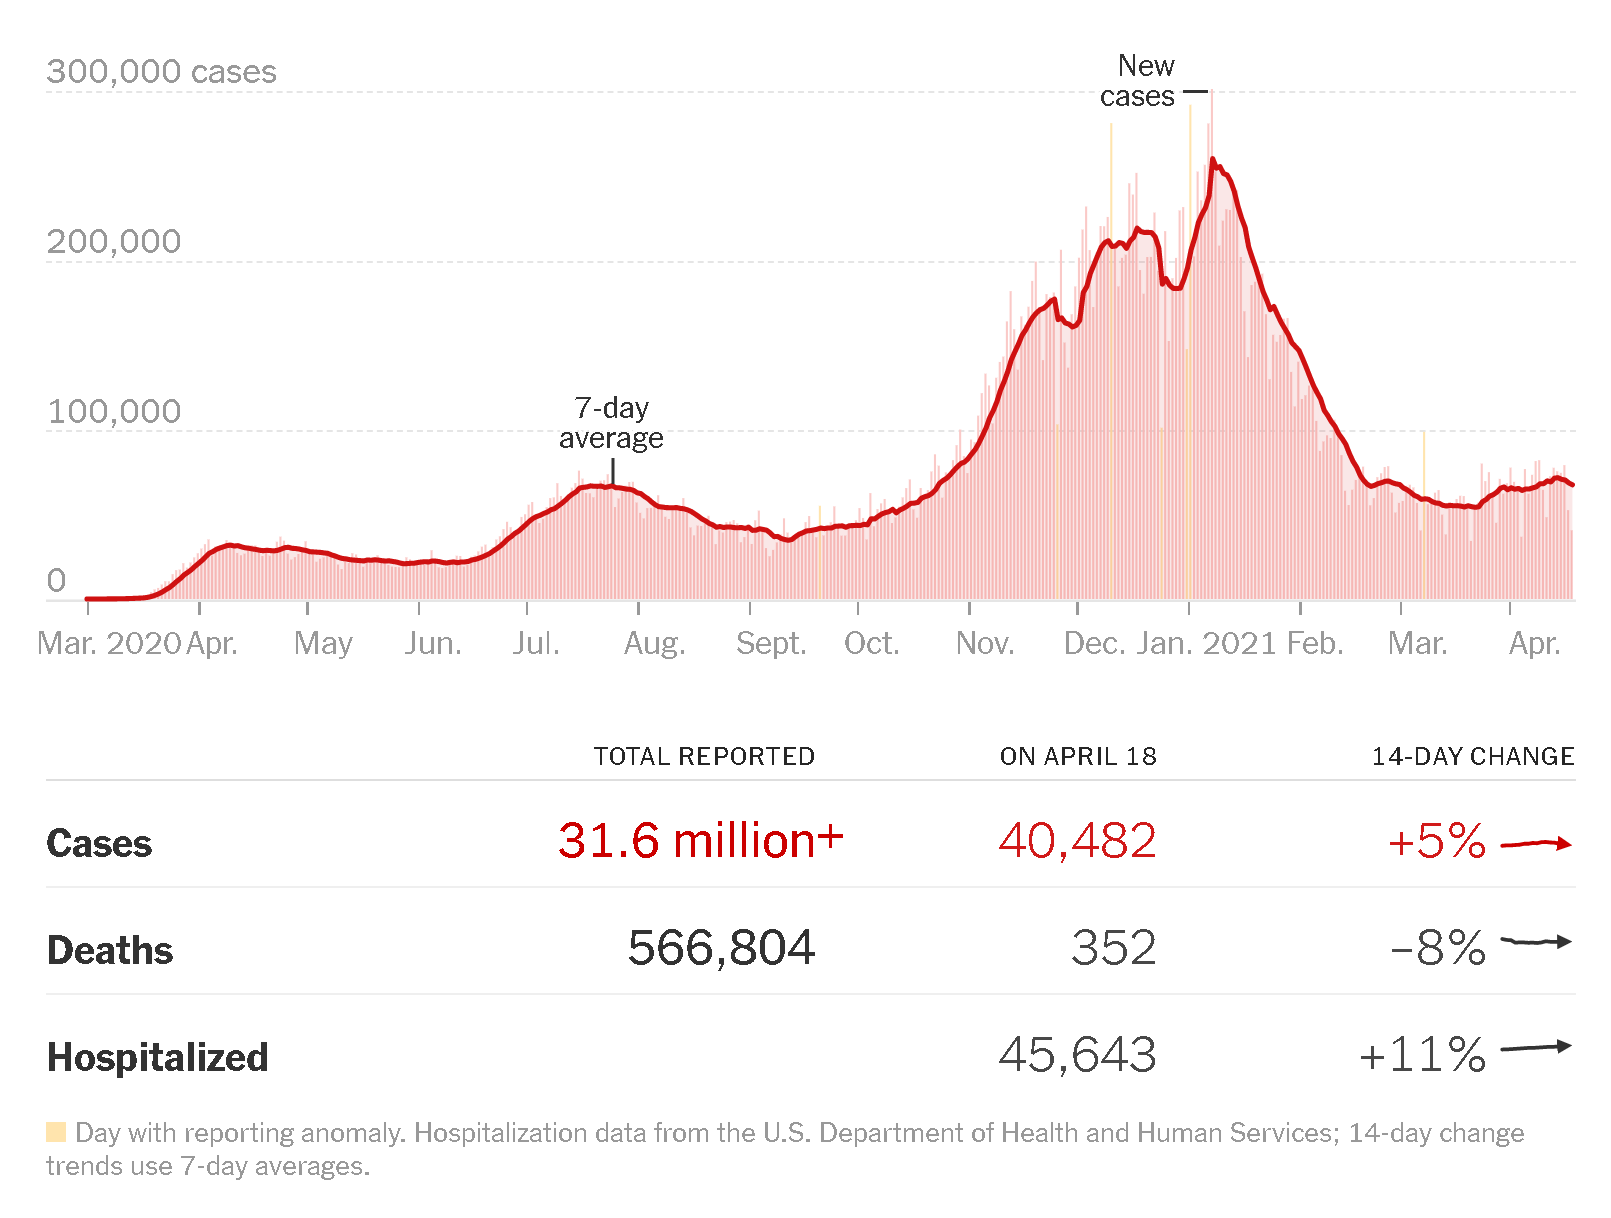 300,000 cases
New
cases
200,000
100,000
7-day
average
0
Mar. 2020 Apr. May Jun. Jul. Aug. Sept. Oct. Nov. Dec. Jan. 2021 Feb. Mar. Apr.
TOTAL REPORTED ON APRIL 18 14-DAY CHANGE
Cases 31.6 million+ 40,482 +5%
Deaths 566,804 352 –8%
Hospitalized 45,643 +11%
Day with reporting anomaly. Hospitalization data from the U.S. Department of Health and Human Services; 14-day change
trends use 7-day averages.